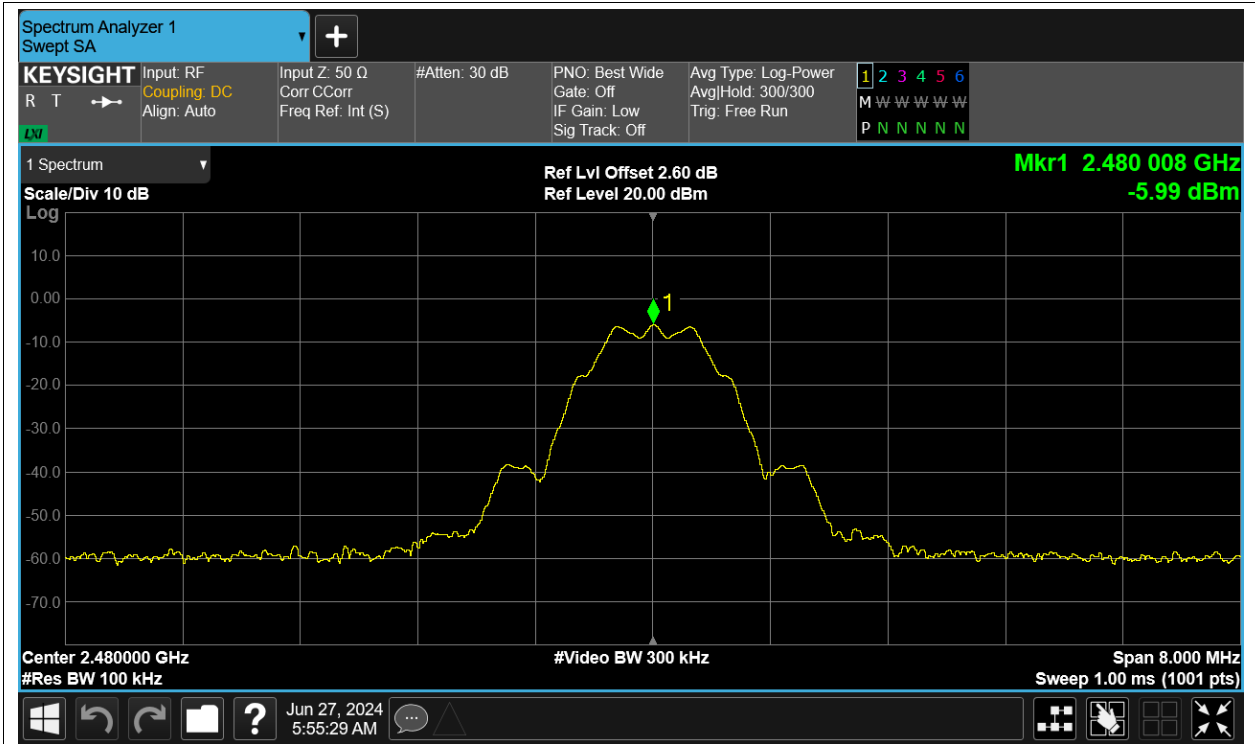 Spectrum Analyzer 1
Swept SA
KEYSIGHT
R T
LXI
Input: RF
Coupling: DC
Align: Auto
Input Z: 50 Ω
Corr CCorr
Freq Ref: Int (S)
#Atten: 30 dB
PNO: Best Wide
Gate: Off
IF Gain: Low
Sig Track: Off
Avg Type: Log-Power
Avg|Hold: 300/300
Trig: Free Run
1 2 3 4 5 6
M W W W W W
P N N N N N
1 Spectrum
Scale/Div 10 dB
Log
Ref Lvl Offset 2.60 dB
Ref Level 20.00 dBm
Mkr1 2.480 008 GHz
-5.99 dBm
1
10.0
0.00
-10.0
-20.0
-30.0
-40.0
-50.0
-60.0
-70.0
Center 2.480000 GHz
#Res BW 100 kHz
#Video BW 300 kHz
Span 8.000 MHz
Sweep 1.00 ms (1001 pts)
?
Jun 27, 2024
5:55:29 AM